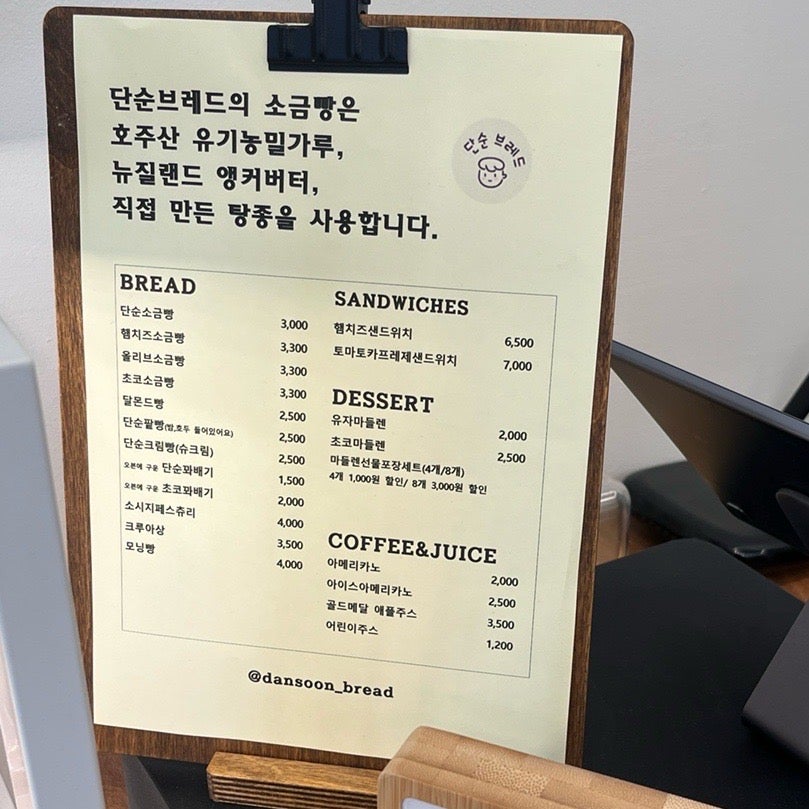 단순브레드의 소금빵은
호주산 유기농밀가루,
뉴질랜드 앵커버터,
직접 만든 탕종을 사용합니다.
단순 브레드
BREAD
단순소금빵 3,000
햄치즈소금빵 3,300
올리브소금빵 3,300
초코소금빵 3,300
달몬드빵 2,500
단순팥빵(밤,호두 들어있어요) 2,500
단순크림빵(슈크림) 2,500
오븐에 구운 단순꽈배기 1,500
오븐에 구운 초코꽈배기 2,000
소시지페스츄리 4,000
크루아상 3,500
모닝빵 4,000
SANDWICHES
햄치즈샌드위치 6,500
토마토카프레제샌드위치 7,000
DESSERT
유자마들렌 2,000
초코마들렌 2,500
마들렌선물포장세트(4개/8개)
4개 1,000원 할인/ 8개 3,000원 할인
COFFEE&JUICE
아메리카노 2,000
아이스아메리카노 2,500
골드메달 애플주스 3,500
어린이주스 1,200
@dansoon_bread